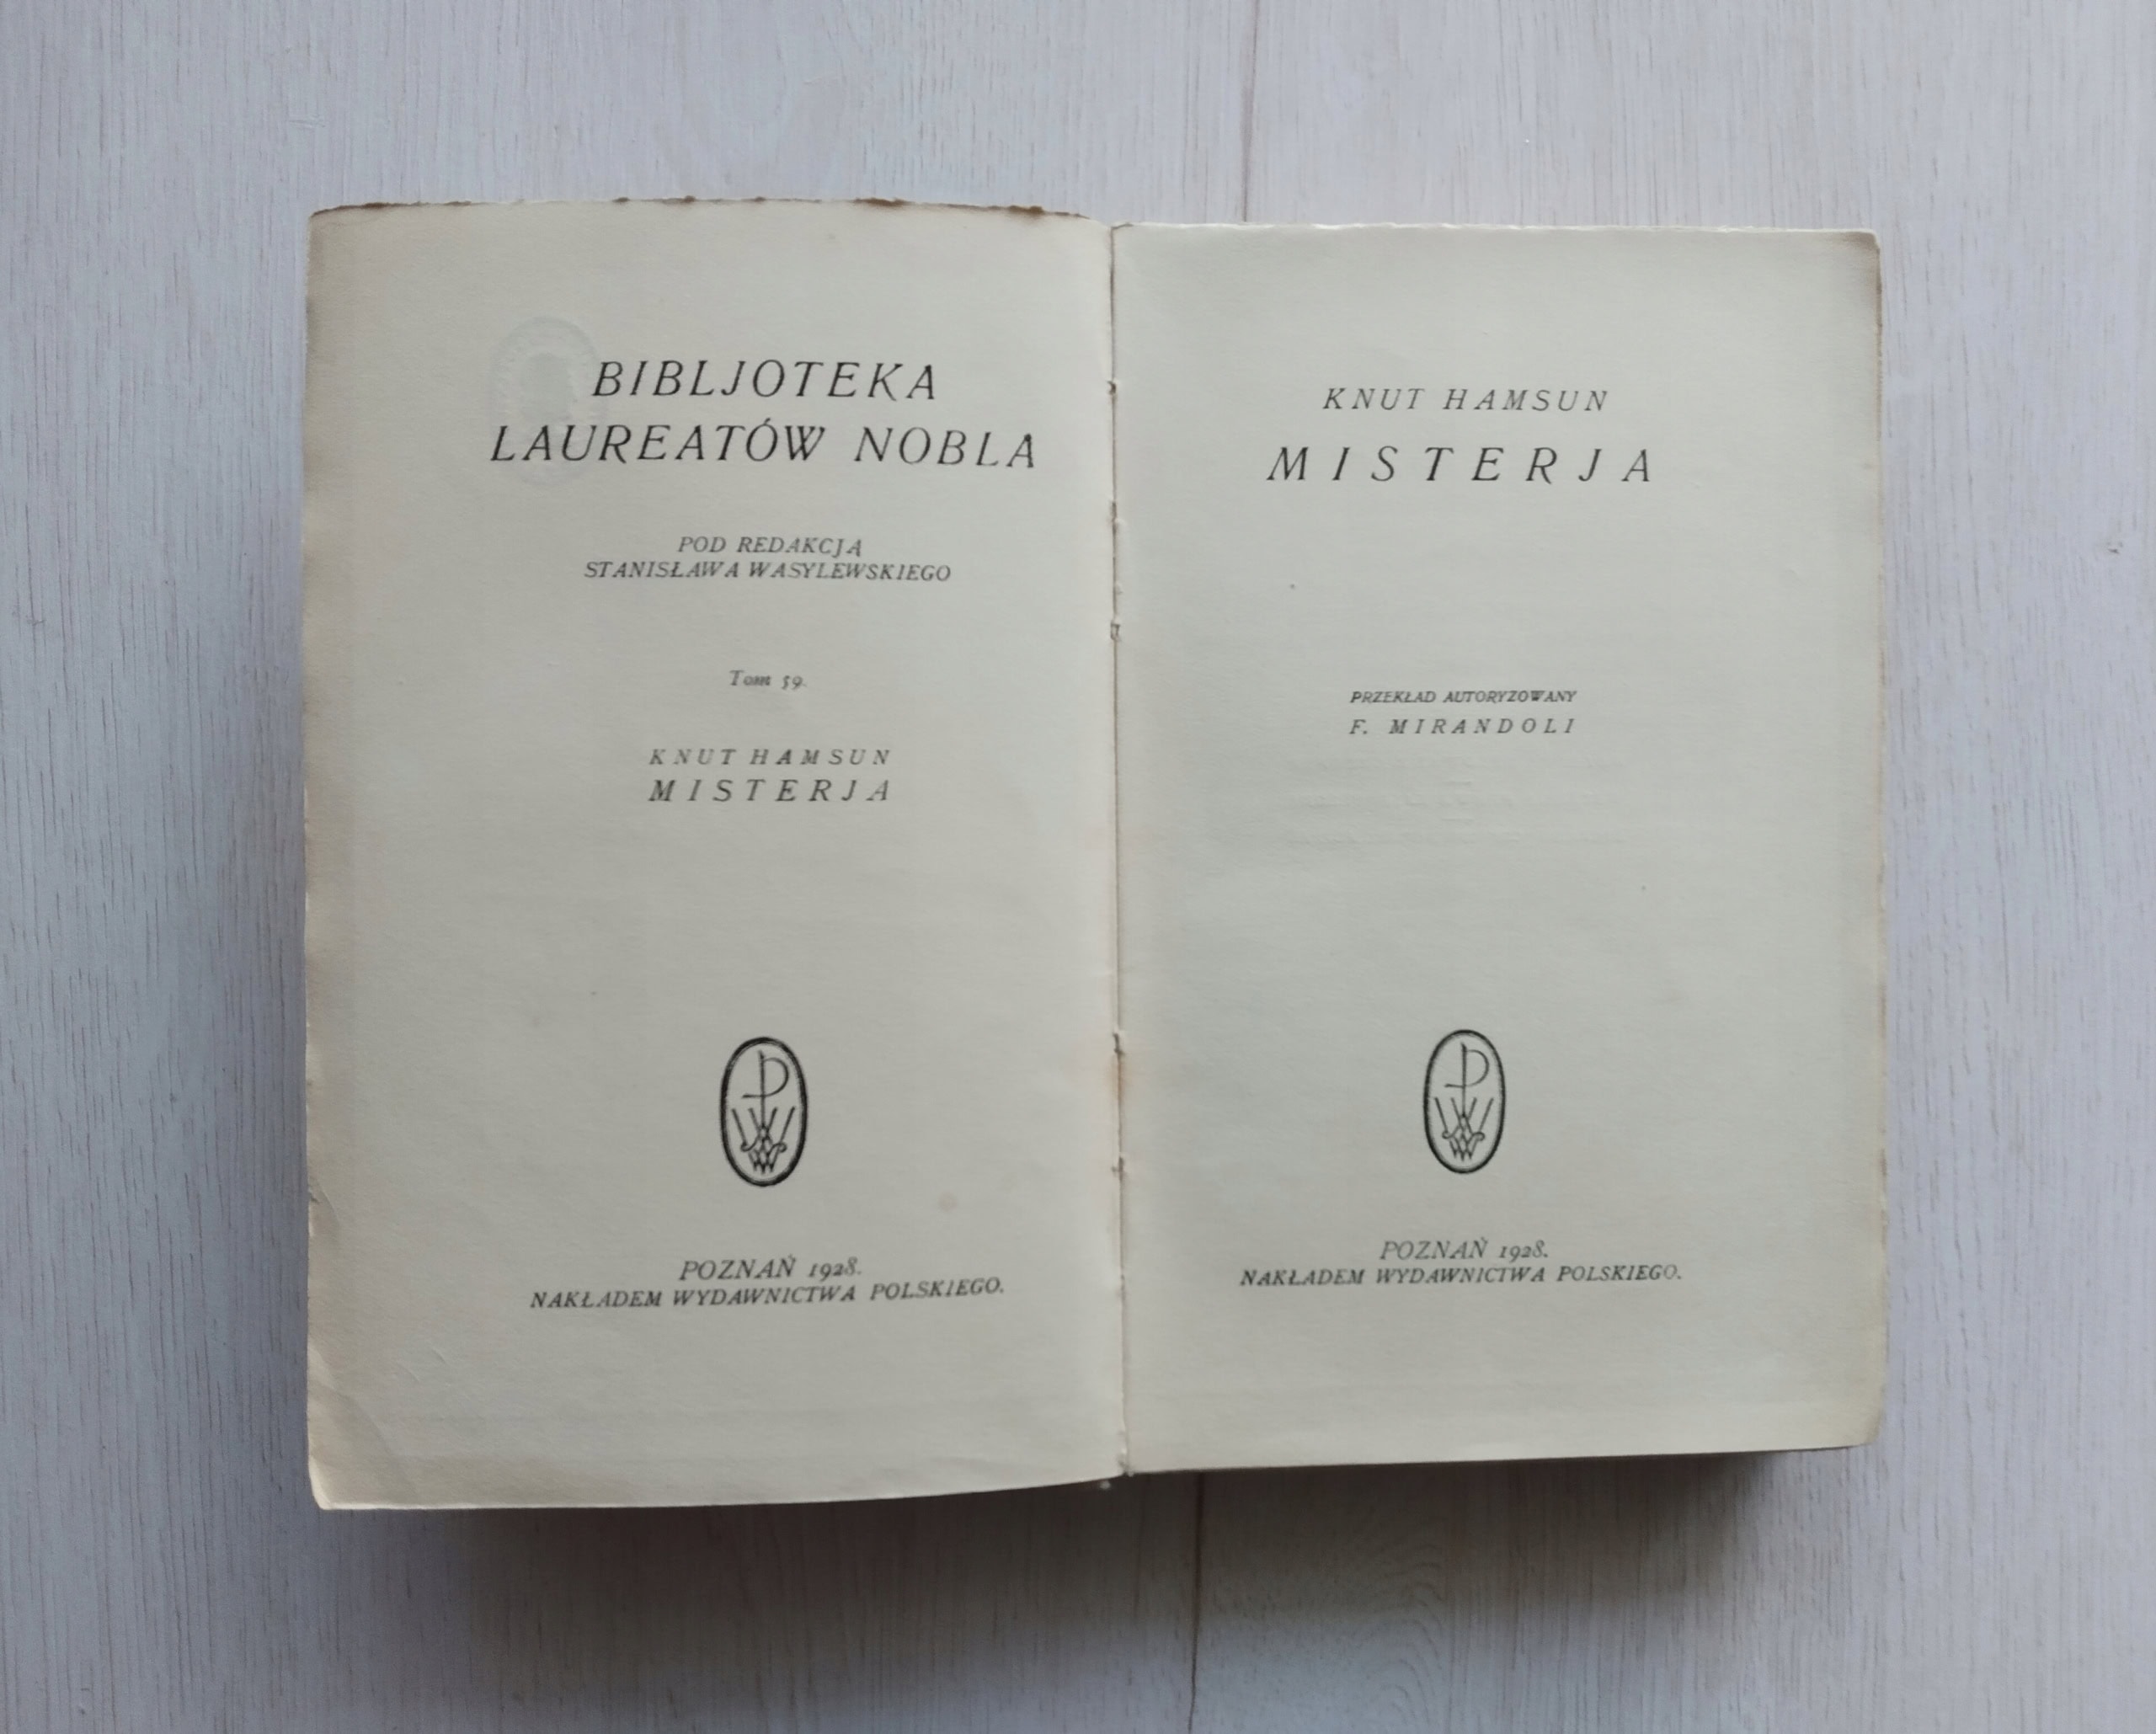 BIBLJOTEKA
LAUREATÓW NOBLA
POD REDAKCJĄ
STANISŁAWA WASYLEWSKIEGO
Tom 59.
KNUT HAMSUN
MISTERJA
POZNAŃ 1928.
NAKŁADEM WYDAWNICTWA POLSKIEGO.
KNUT HAMSUN
MISTERJA
PRZEKŁAD AUTORYZOWANY
F. MIRANDOLI
POZNAŃ 1928.
NAKŁADEM WYDAWNICTWA POLSKIEGO.